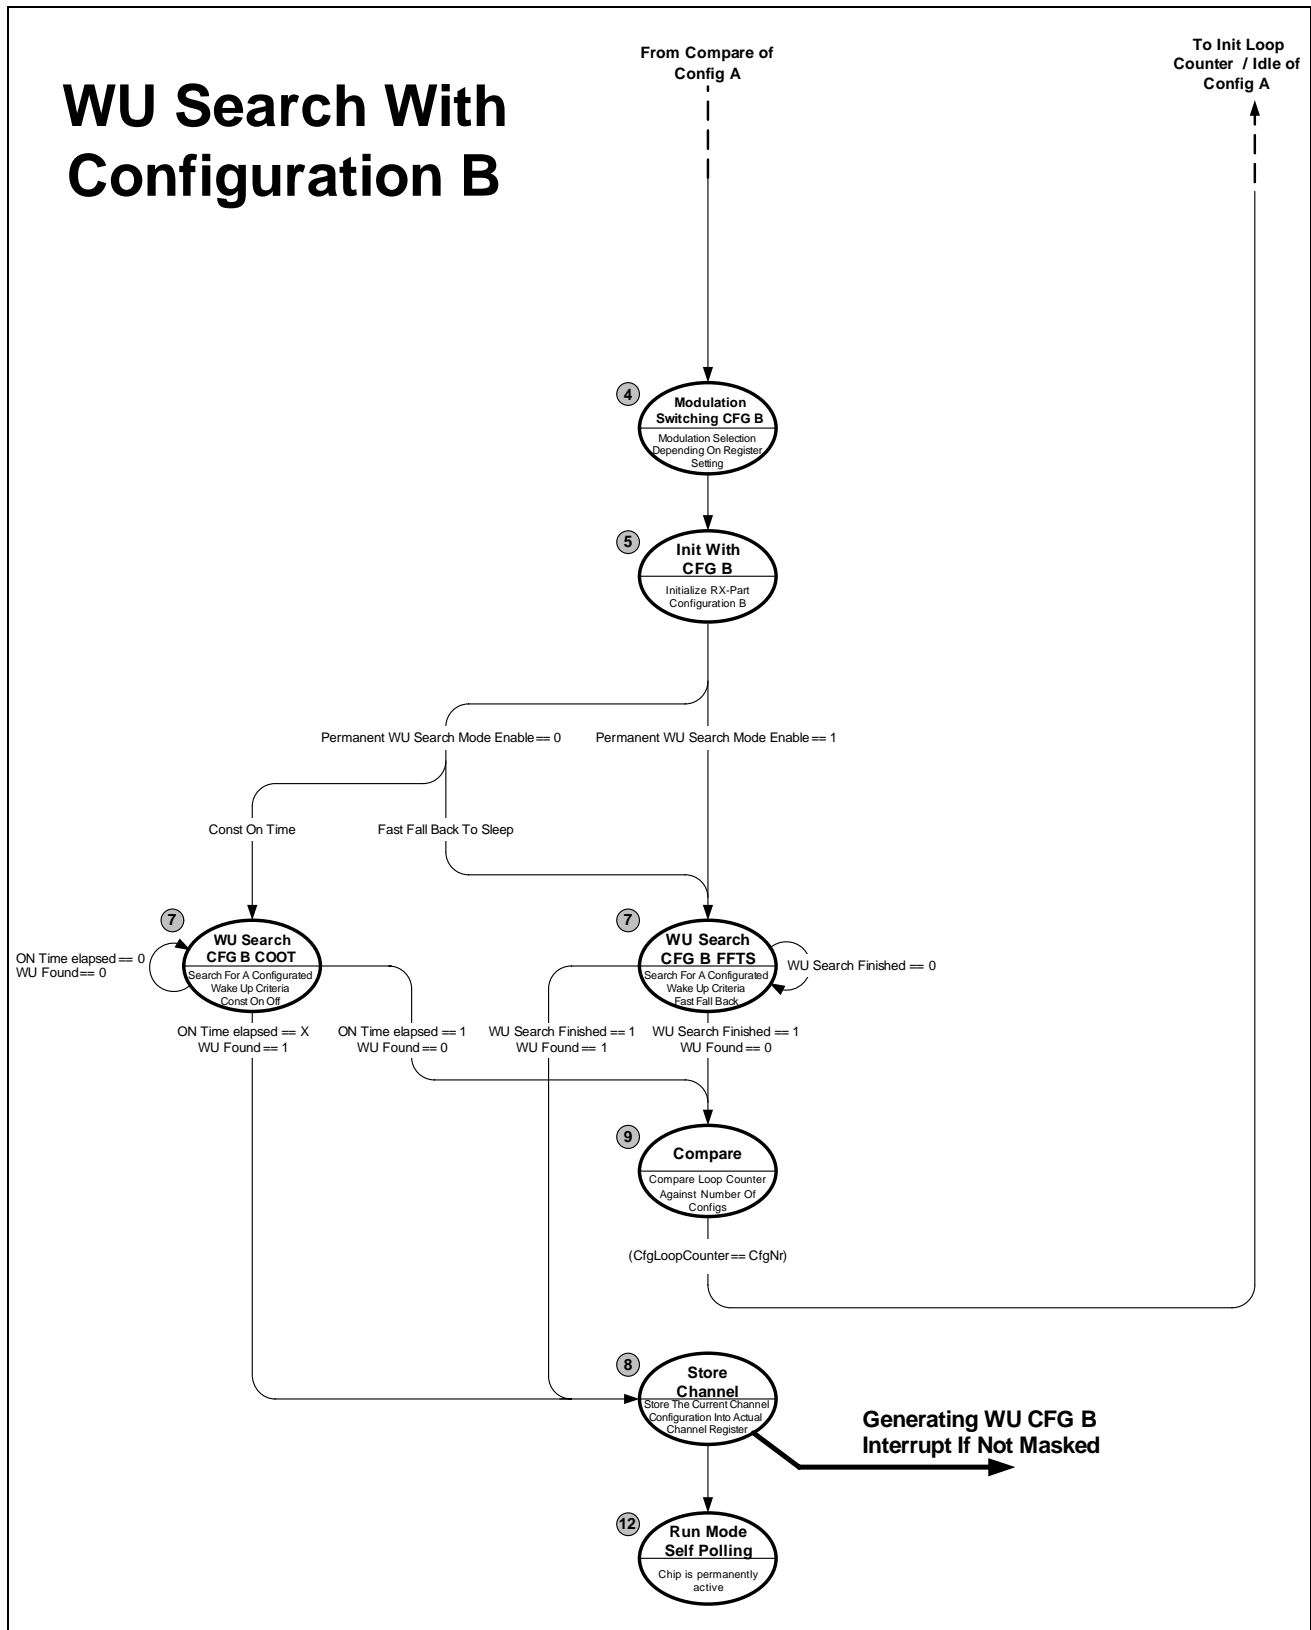 From Compare of
Config A
To Init Loop
Counter / Idle of
Config A
WU Search With
Configuration B
4
Modulation
Switching CFG B
Modulation Selection
Depending On Register
Setting
5
Init With
CFG B
Initialize RX-Part
Configuration B
Permanent WU Search Mode Enable == 0
Permanent WU Search Mode Enable == 1
Const On Time
Fast Fall Back To Sleep
7
WU Search
CFG B COOT
Search For A Configurated
Wake Up Criteria
Const On Off
ON Time elapsed == 0
WU Found == 0
7
WU Search
CFG B FFTS
Search For A Configurated
Wake Up Criteria
Fast Fall Back
WU Search Finished == 0
ON Time elapsed == X
WU Found == 1
ON Time elapsed == 1
WU Found == 0
WU Search Finished == 1
WU Found == 1
WU Search Finished == 1
WU Found == 0
9
Compare
Compare Loop Counter
Against Number Of
Configs
(CfgLoopCounter == CfgNr)
8
Store
Channel
Store The Current Channel
Configuration Into Actual
Channel Register
Generating WU CFG B
Interrupt If Not Masked
12
Run Mode
Self Polling
Chip is permanently
active